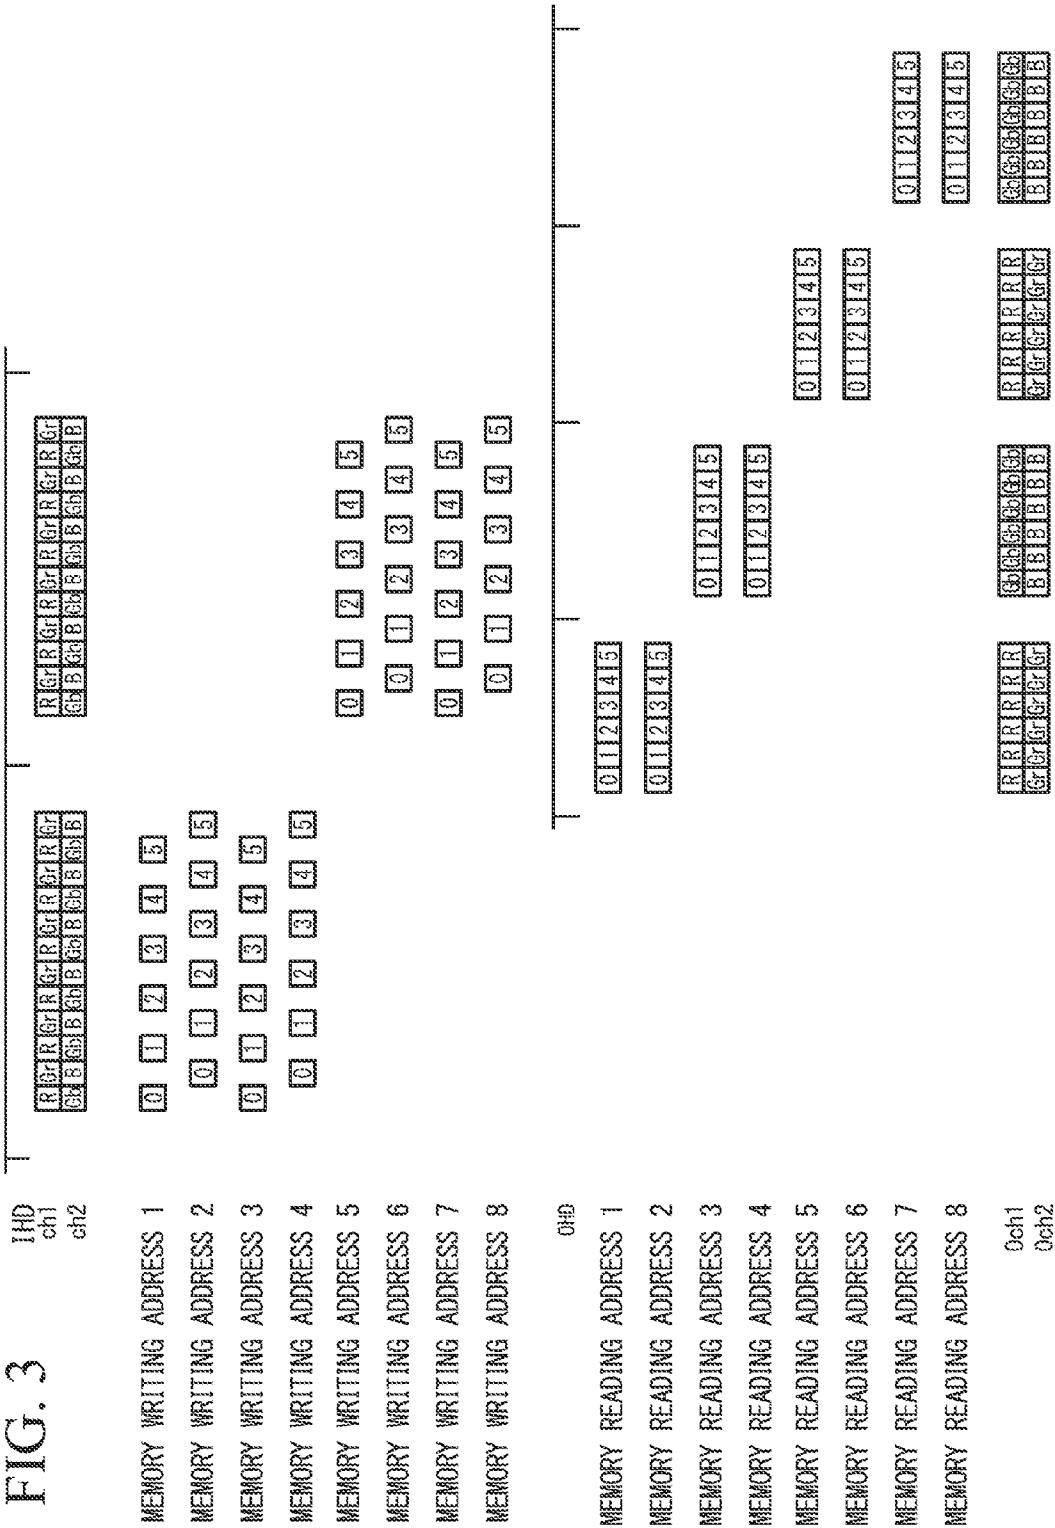 FIG. 3
IHD
ch1 R Gr R Gr R Gr R Gr R Gr R Gr R Gr R Gr R Gr R Gr R Gr R Gr
ch2 Gb B Gb B Gb B Gb B Gb B Gb B Gb B Gb B Gb B Gb B Gb B Gb B
MEMORY WRITING ADDRESS 1 0 1 2 3 4 5
MEMORY WRITING ADDRESS 2 0 1 2 3 4 5
MEMORY WRITING ADDRESS 3 0 1 2 3 4 5
MEMORY WRITING ADDRESS 4 0 1 2 3 4 5
MEMORY WRITING ADDRESS 5 0 1 2 3 4 5
MEMORY WRITING ADDRESS 6 0 1 2 3 4 5
MEMORY WRITING ADDRESS 7 0 1 2 3 4 5
MEMORY WRITING ADDRESS 8 0 1 2 3 4 5
OHD
MEMORY READING ADDRESS 1 0 1 2 3 4 5
MEMORY READING ADDRESS 2 0 1 2 3 4 5
MEMORY READING ADDRESS 3 0 1 2 3 4 5
MEMORY READING ADDRESS 4 0 1 2 3 4 5
MEMORY READING ADDRESS 5 0 1 2 3 4 5
MEMORY READING ADDRESS 6 0 1 2 3 4 5
MEMORY READING ADDRESS 7 0 1 2 3 4 5
MEMORY READING ADDRESS 8 0 1 2 3 4 5
Och1 R R R R R R Gb Gb Gb Gb Gb Gb R R R R R R Gb Gb Gb Gb Gb Gb
Och2 Gr Gr Gr Gr Gr Gr B B B B B B Gr Gr Gr Gr Gr Gr B B B B B B